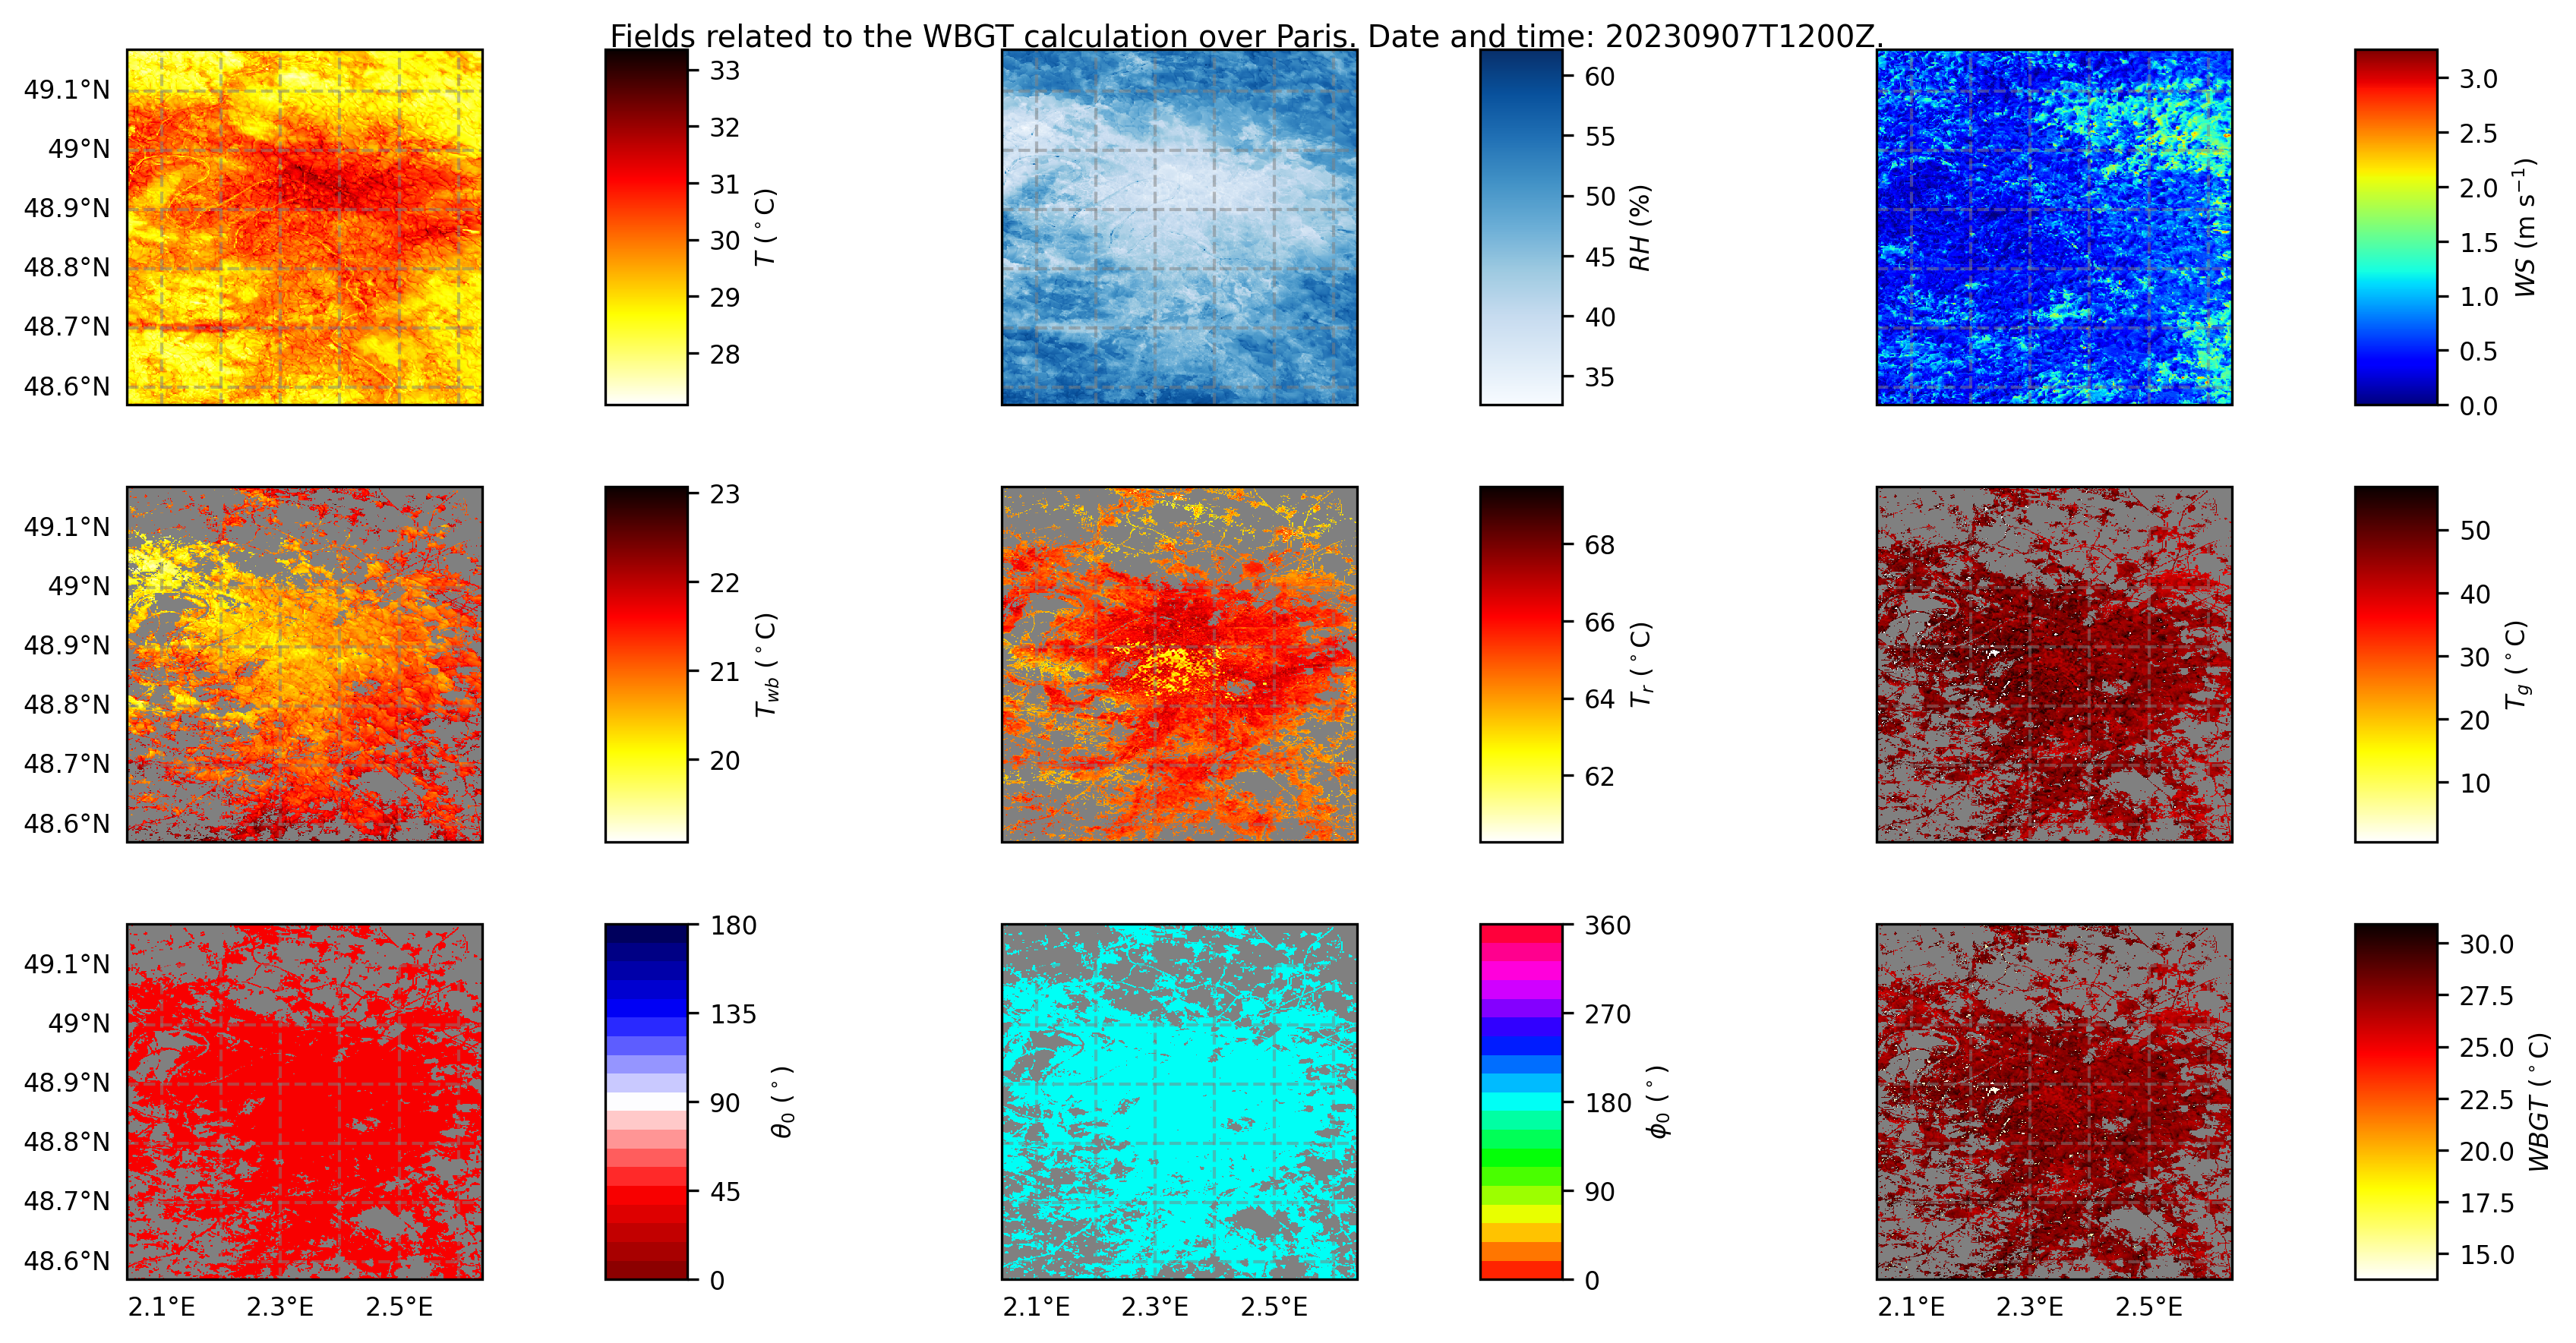 Fields related to the WBGT calculation over Paris. Date and time: 20230907T1200Z.
49.1°N
49°N
48.9°N
48.8°N
48.7°N
48.6°N
33
32
31
30
29
28
T (°C)
60
55
50
45
40
35
RH (%)
3.0
2.5
2.0
1.5
1.0
0.5
0.0
WS (m s⁻¹)
49.1°N
49°N
48.9°N
48.8°N
48.7°N
48.6°N
23
22
21
20
T_wb (°C)
68
66
64
62
T_r (°C)
50
40
30
20
10
T_g (°C)
49.1°N
49°N
48.9°N
48.8°N
48.7°N
48.6°N
2.1°E 2.3°E 2.5°E
180
135
90
45
0
θ₀ (°)
2.1°E 2.3°E 2.5°E
360
270
180
90
0
ϕ₀ (°)
2.1°E 2.3°E 2.5°E
30.0
27.5
25.0
22.5
20.0
17.5
15.0
WBGT (°C)